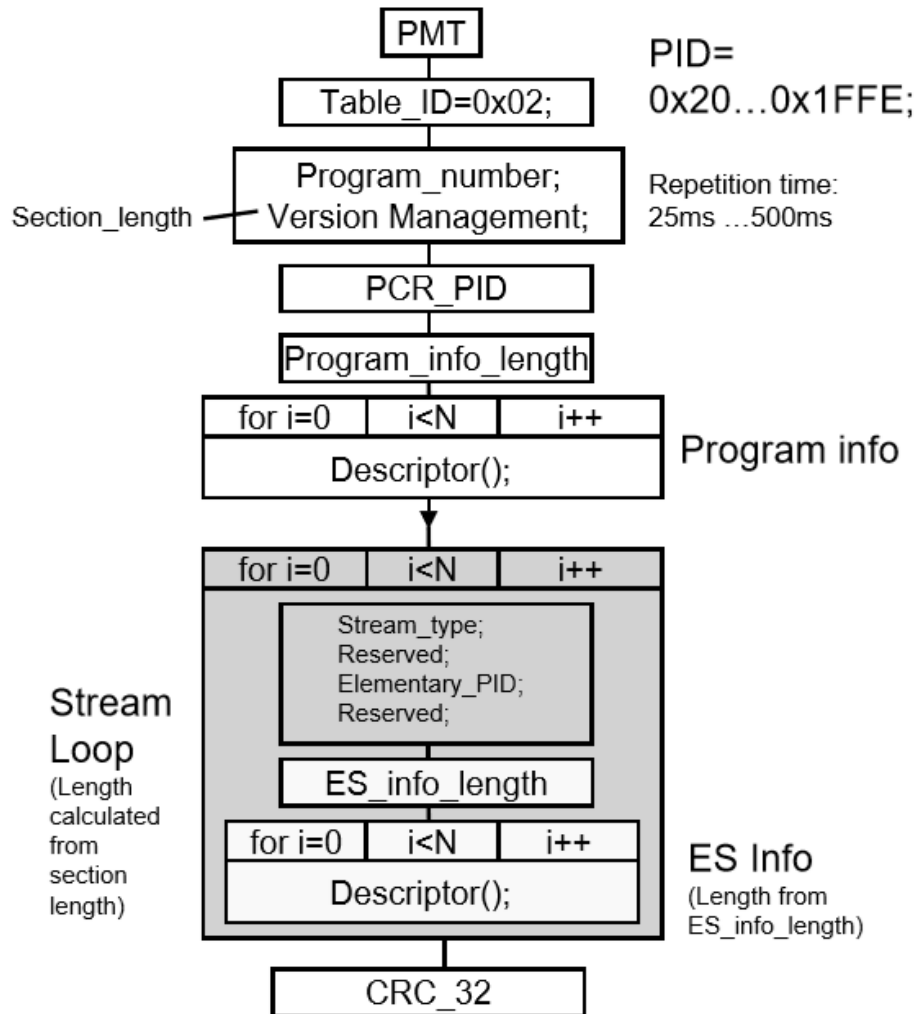 PMT
PID=
0x20...0x1FFE;
Table_ID=0x02;
Program_number;
Version Management;
Section_length
Repetition time:
25ms ...500ms
PCR_PID
Program_info_length
for i=0 i<N i++
Descriptor();
Program info
for i=0 i<N i++
Stream_type;
Reserved;
Elementary_PID;
Reserved;
Stream
Loop
(Length
calculated
from
section
length)
ES_info_length
for i=0 i<N i++
Descriptor();
ES Info
(Length from
ES_info_length)
CRC_32